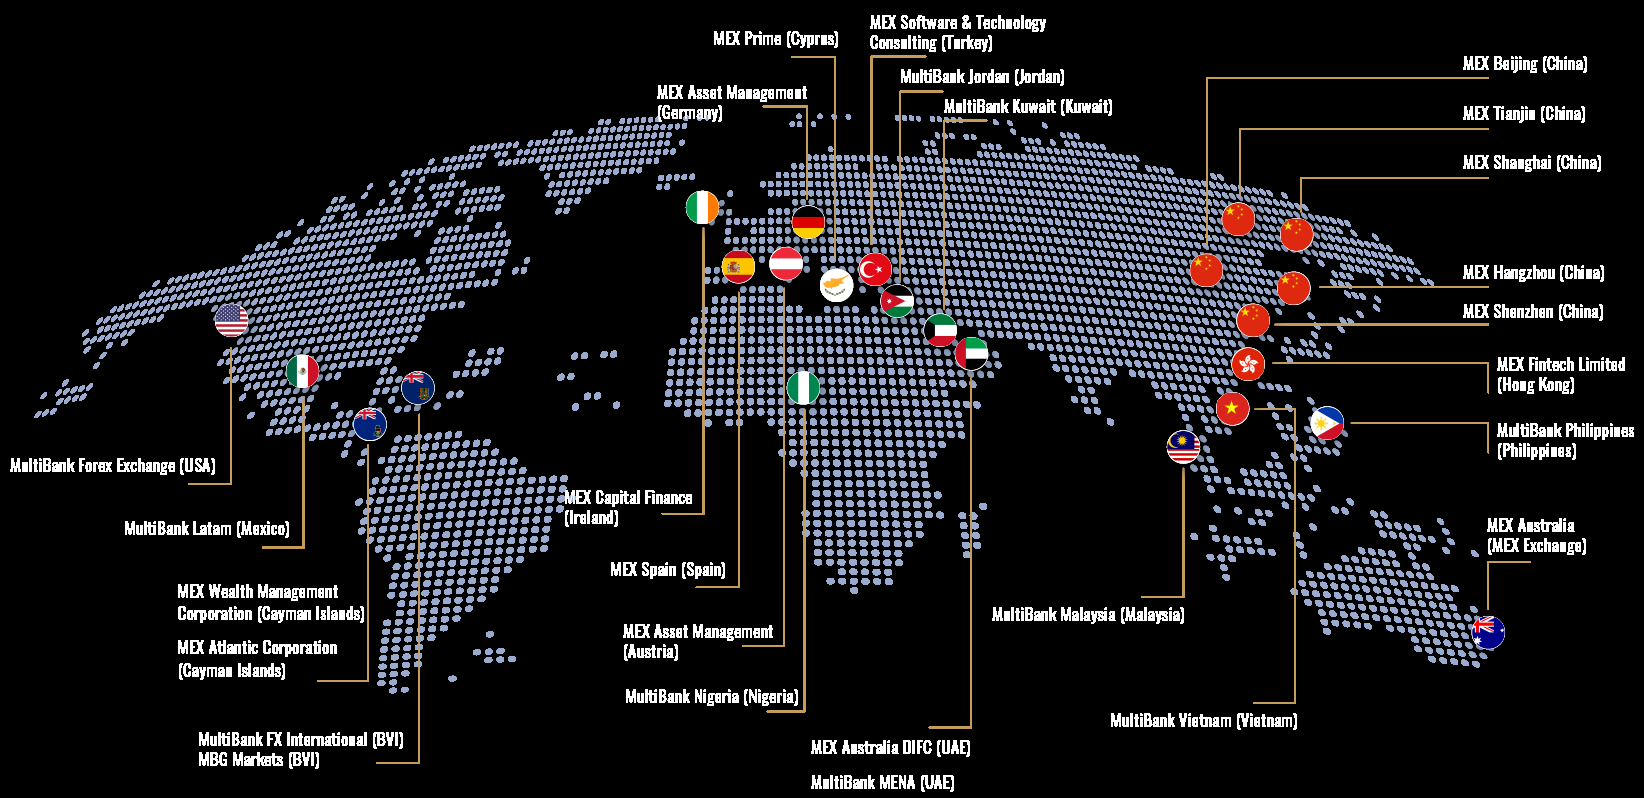 MEX Software & Technology
Consulting (Turkey)
MEX Prime (Cyprus)
MultiBank Jordan (Jordan)
MEX Asset Management
(Germany)
MultiBank Kuwait (Kuwait)
MEX Beijing (China)
MEX Tianjin (China)
MEX Shanghai (China)
MEX Hangzhou (China)
MEX Shenzhen (China)
MEX Fintech Limited
(Hong Kong)
MultiBank Philippines
(Philippines)
MultiBank Forex Exchange (USA)
MultiBank Latam (Mexico)
MEX Capital Finance
(Ireland)
MEX Australia
(MEX Exchange)
MEX Spain (Spain)
MEX Wealth Management
Corporation (Cayman Islands)
MEX Atlantic Corporation
(Cayman Islands)
MEX Asset Management
(Austria)
MultiBank Malaysia (Malaysia)
MultiBank Nigeria (Nigeria)
MultiBank Vietnam (Vietnam)
MultiBank FX International (BVI)
MBG Markets (BVI)
MEX Australia DIFC (UAE)
MultiBank MENA (UAE)